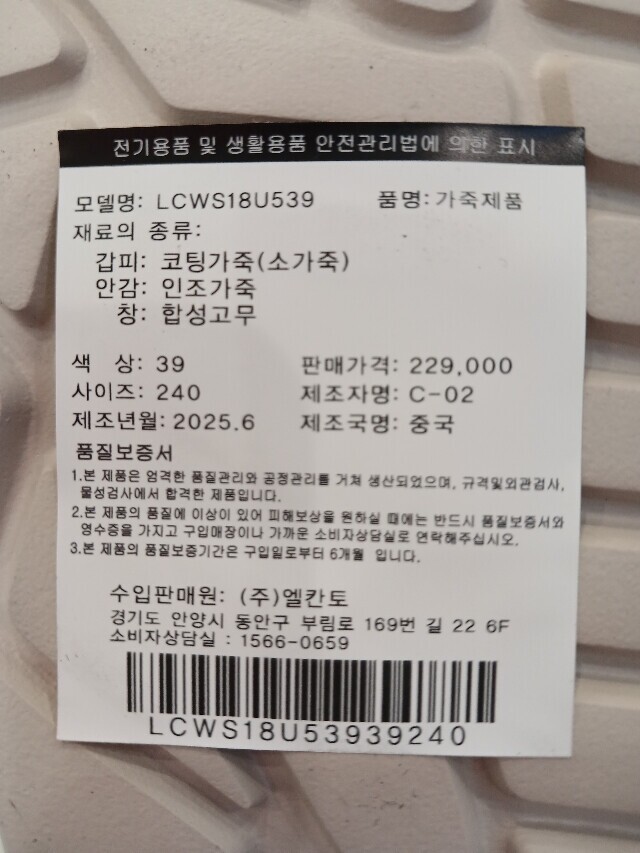 전기용품 및 생활용품 안전관리법에 의한 표시
모델명: LCWS18U539 품명:가죽제품
재료의 종류:
갑피: 코팅가죽(소가죽)
안감: 인조가죽
창: 합성고무
색 상: 39 판매가격: 229,000
사이즈: 240 제조자명: C-02
제조년월: 2025.6 제조국명: 중국
품질보증서
1.본 제품은 엄격한 품질관리와 공정관리를 거쳐 생산되었으며, 규격및외관검사,
물성검사에서 합격한 제품입니다.
2.본 제품의 품질에 이상이 있어 피해보상을 원하실 때에는 반드시 품질보증서와
영수증을 가지고 구입매장이나 가까운 소비자상담실로 연락해주십시오.
3.본 제품의 품질보증기간은 구입일로부터 6개월 입니다.
수입판매원: (주)엘칸토
경기도 안양시 동안구 부림로 169번 길 22 6F
소비자상담실 : 1566-0659
LCWS18U53939240